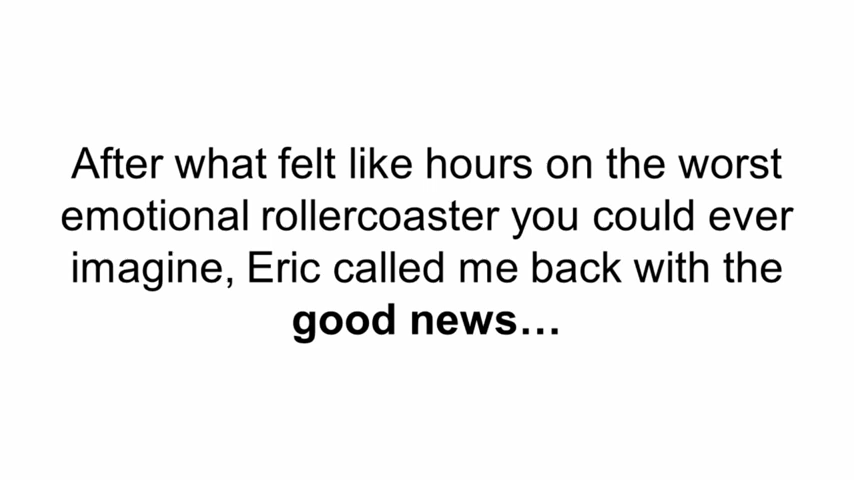 After what felt like hours on the worst
emotional rollercoaster you could ever
imagine, Eric called me back with the
good news…